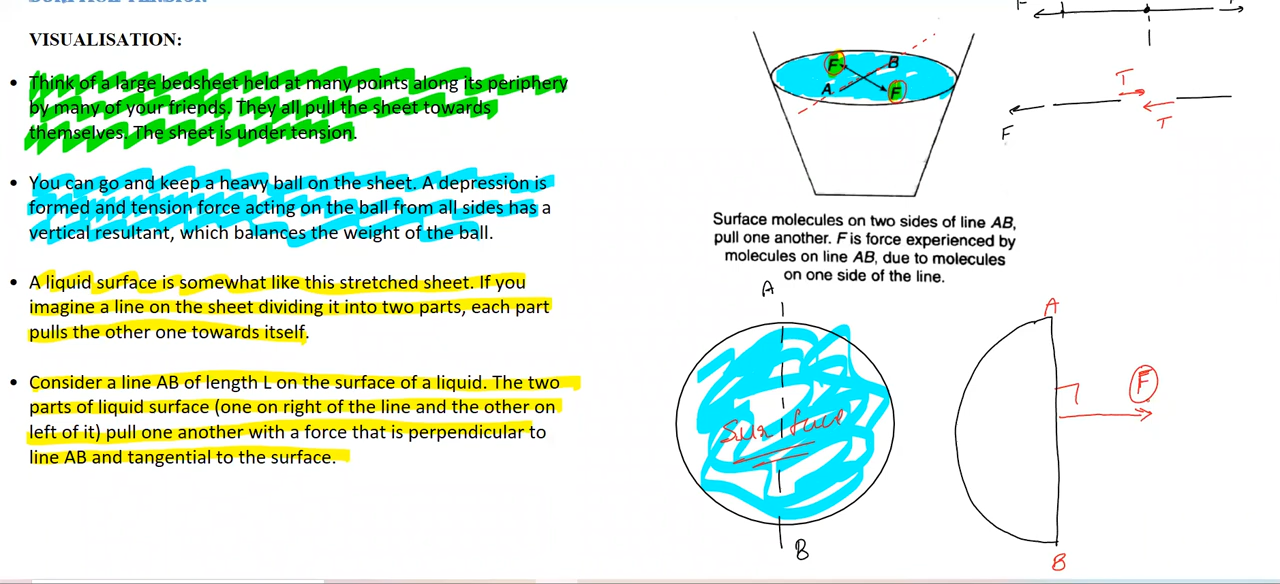 SURFACE TENSION
VISUALISATION:
• Think of a large bedsheet held at many points along its periphery
by many of your friends. They all pull the sheet towards
themselves. The sheet is under tension.
• You can go and keep a heavy ball on the sheet. A depression is
formed and tension force acting on the ball from all sides has a
vertical resultant, which balances the weight of the ball.
• A liquid surface is somewhat like this stretched sheet. If you
imagine a line on the sheet dividing it into two parts, each part
pulls the other one towards itself.
• Consider a line AB of length L on the surface of a liquid. The two
parts of liquid surface (one on right of the line and the other on
left of it) pull one another with a force that is perpendicular to
line AB and tangential to the surface.
F
B
A
F
Surface molecules on two sides of line AB,
pull one another. F is force experienced by
molecules on line AB, due to molecules
on one side of the line.
A
Surface
B
F
T
T
F
A
F
B